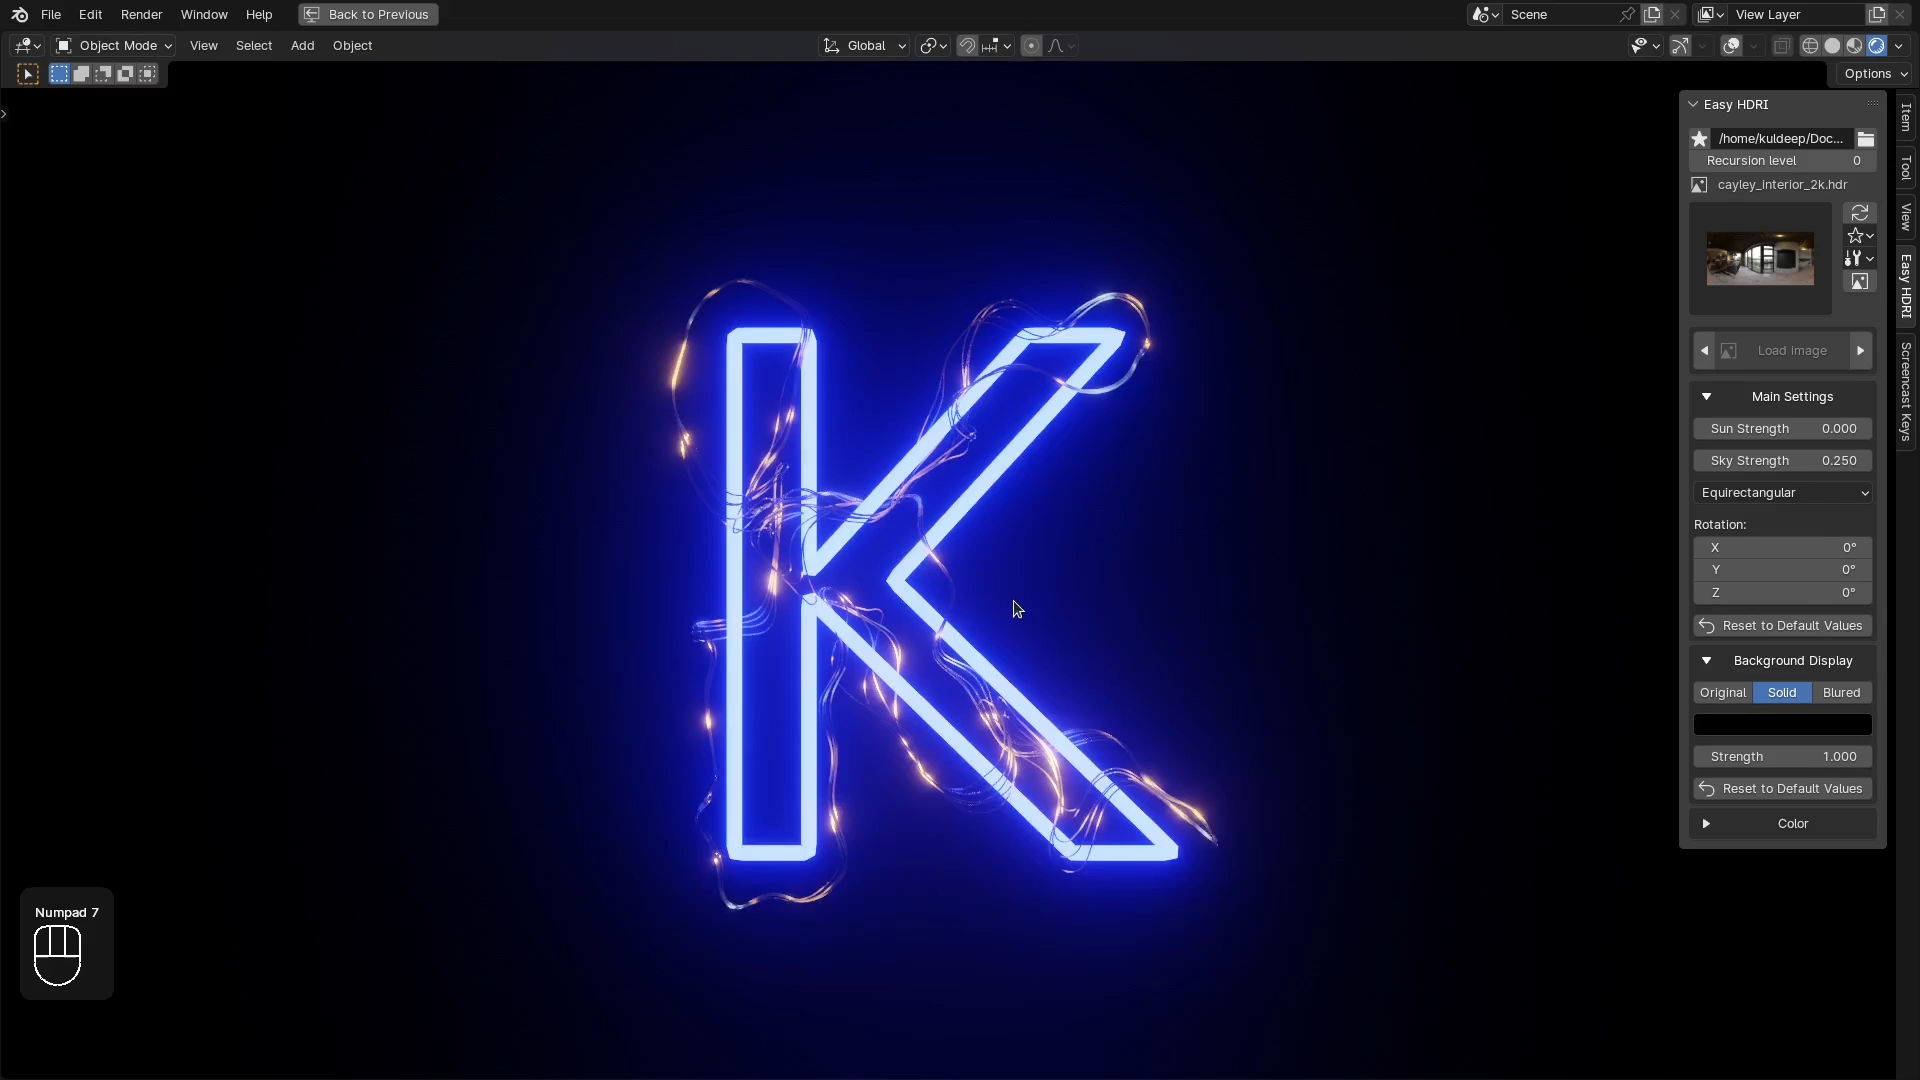 File Edit Render Window Help Back to Previous Scene View Layer
Object Mode View Select Add Object Global
Options
Easy HDRI
/home/kuldeep/Doc...
Recursion level 0
cayley_interior_2k.hdr
Load image
Main Settings
Sun Strength 0.000
Sky Strength 0.250
Equirectangular
Rotation:
X 0°
Y 0°
Z 0°
Reset to Default Values
Background Display
Original Solid Blured
Strength 1.000
Reset to Default Values
Color
Item
Tool
View
Easy HDRI
Screencast Keys
K
Numpad 7